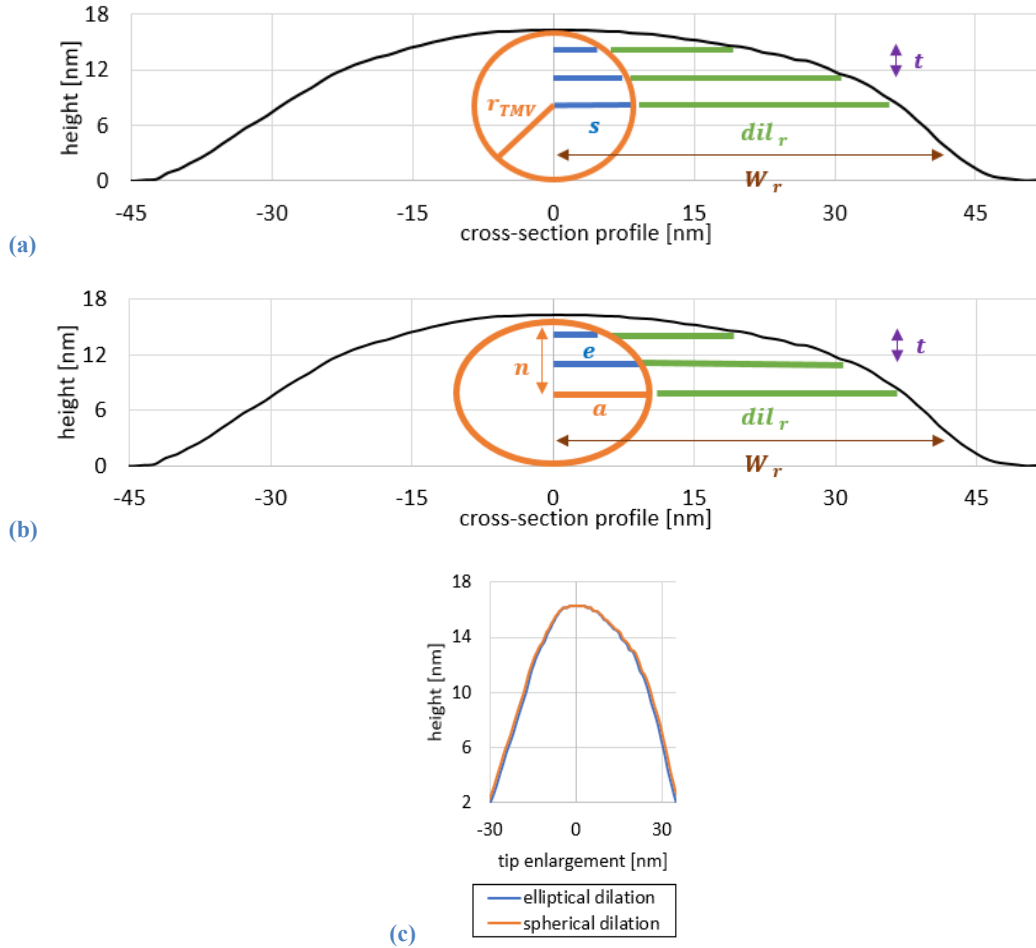 18
12
6
0
height [nm]
r_TMV
s
dil_r
W_r
t
-45 -30 -15 0 15 30 45
cross-section profile [nm]
(a)
18
12
6
0
height [nm]
n
e
a
dil_r
W_r
t
-45 -30 -15 0 15 30 45
cross-section profile [nm]
(b)
18
14
10
6
2
height [nm]
-30 0 30
tip enlargement [nm]
elliptical dilation
spherical dilation
(c)